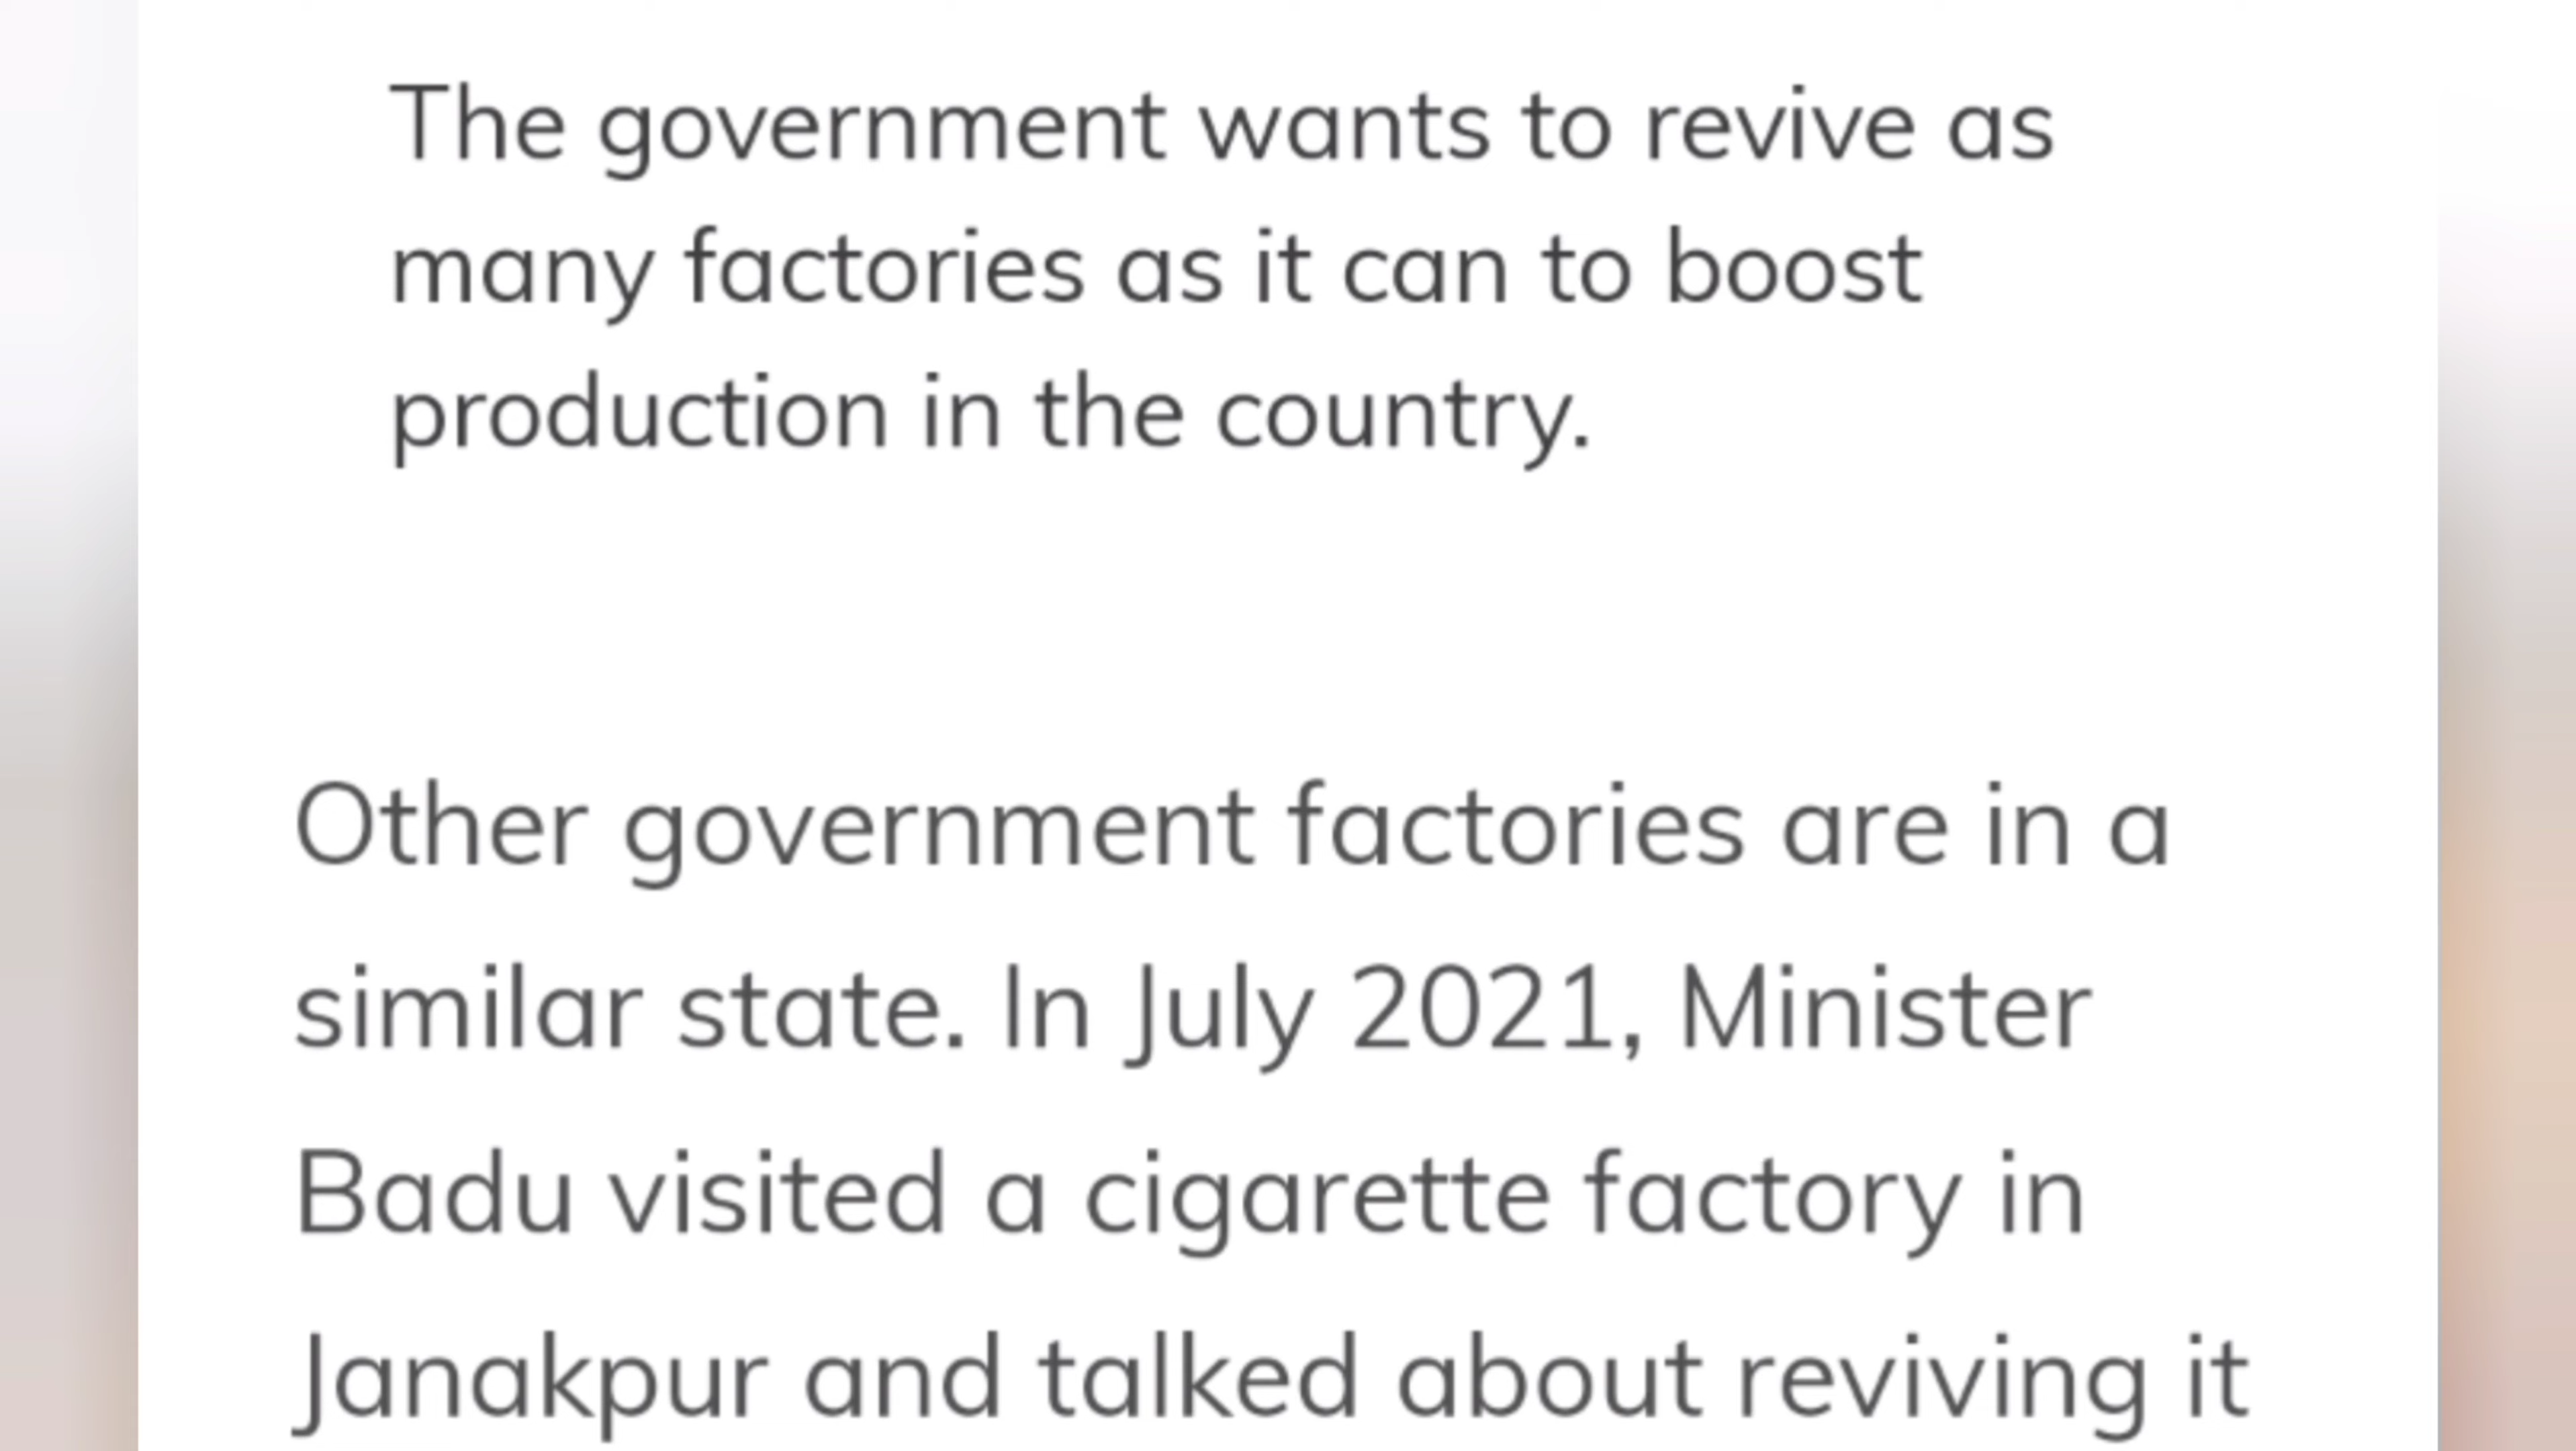 The government wants to revive as
many factories as it can to boost
production in the country.
Other government factories are in a
similar state. In July 2021, Minister
Badu visited a cigarette factory in
Janakpur and talked about reviving it